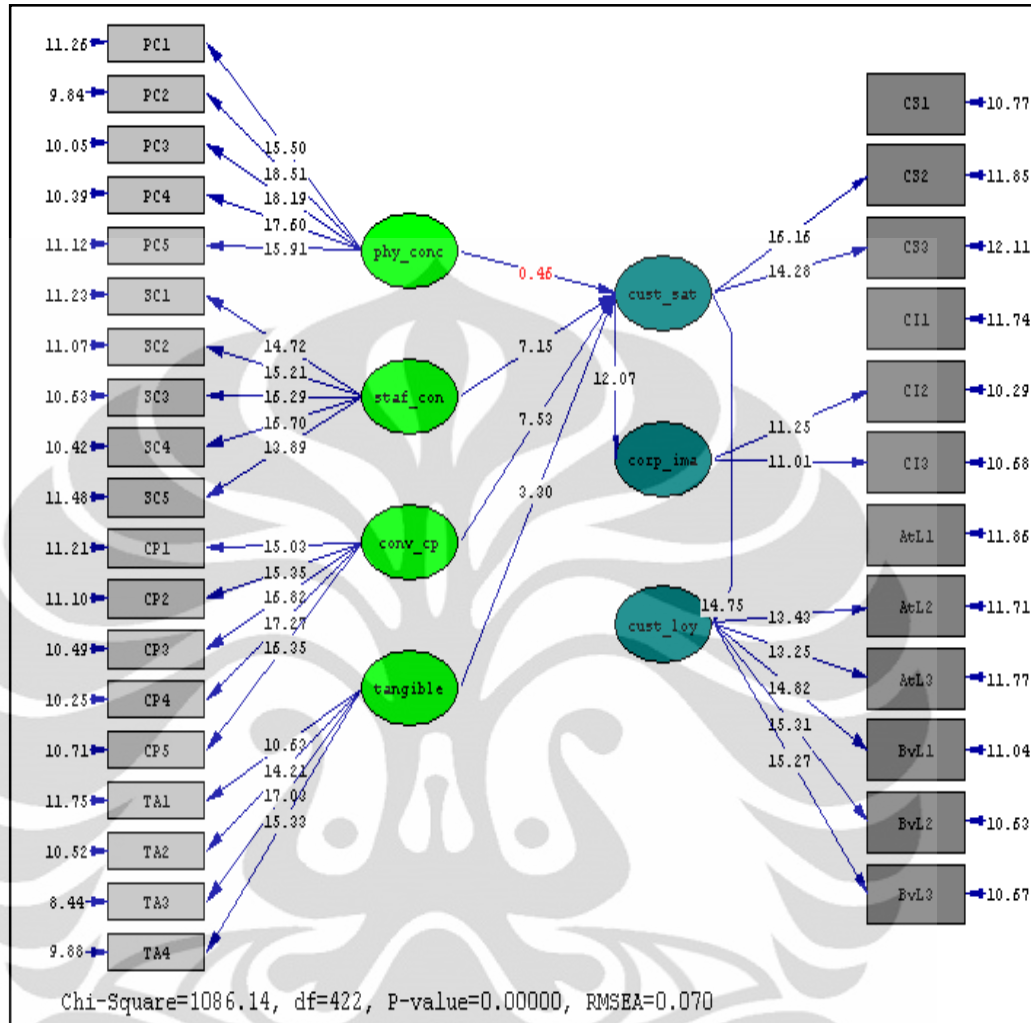 11.26 PC1
9.84 PC2
10.05 PC3
10.39 PC4
11.12 PC5
11.23 SC1
11.07 SC2
10.53 SC3
10.42 SC4
11.48 SC5
11.21 CP1
11.10 CP2
10.49 CP3
10.25 CP4
10.71 CP5
11.75 TA1
10.52 TA2
8.44 TA3
9.88 TA4
15.50
18.51
18.19
17.60
15.91
14.72
15.21
16.29
16.70
13.89
15.03
15.35
16.82
17.27
16.35
10.63
14.21
17.03
15.33
phy_conc
staf_con
conv_cp
tangible
0.46
7.15
7.53
3.30
12.07
14.75
cust_sat
corp_ima
cust_loy
16.16
14.28
11.25
11.01
13.43
13.25
14.82
15.31
15.27
CS1 10.77
CS2 11.85
CS3 12.11
CI1 11.74
CI2 10.29
CI3 10.68
AtL1 11.86
AtL2 11.71
AtL3 11.77
BvL1 11.04
BvL2 10.63
BvL3 10.67
Chi-Square=1086.14, df=422, P-value=0.00000, RMSEA=0.070